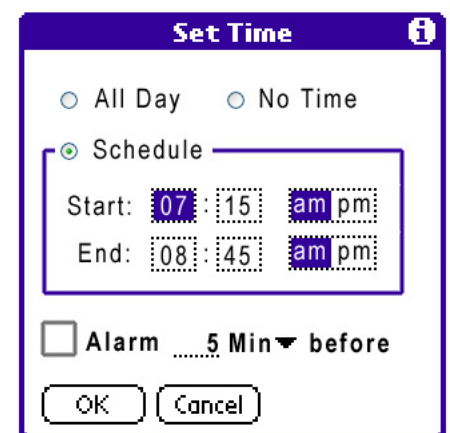 Set Time
All Day No Time
Schedule
Start: 07 : 15 am pm
End: 08 : 45 am pm
Alarm 5 Min before
OK Cancel